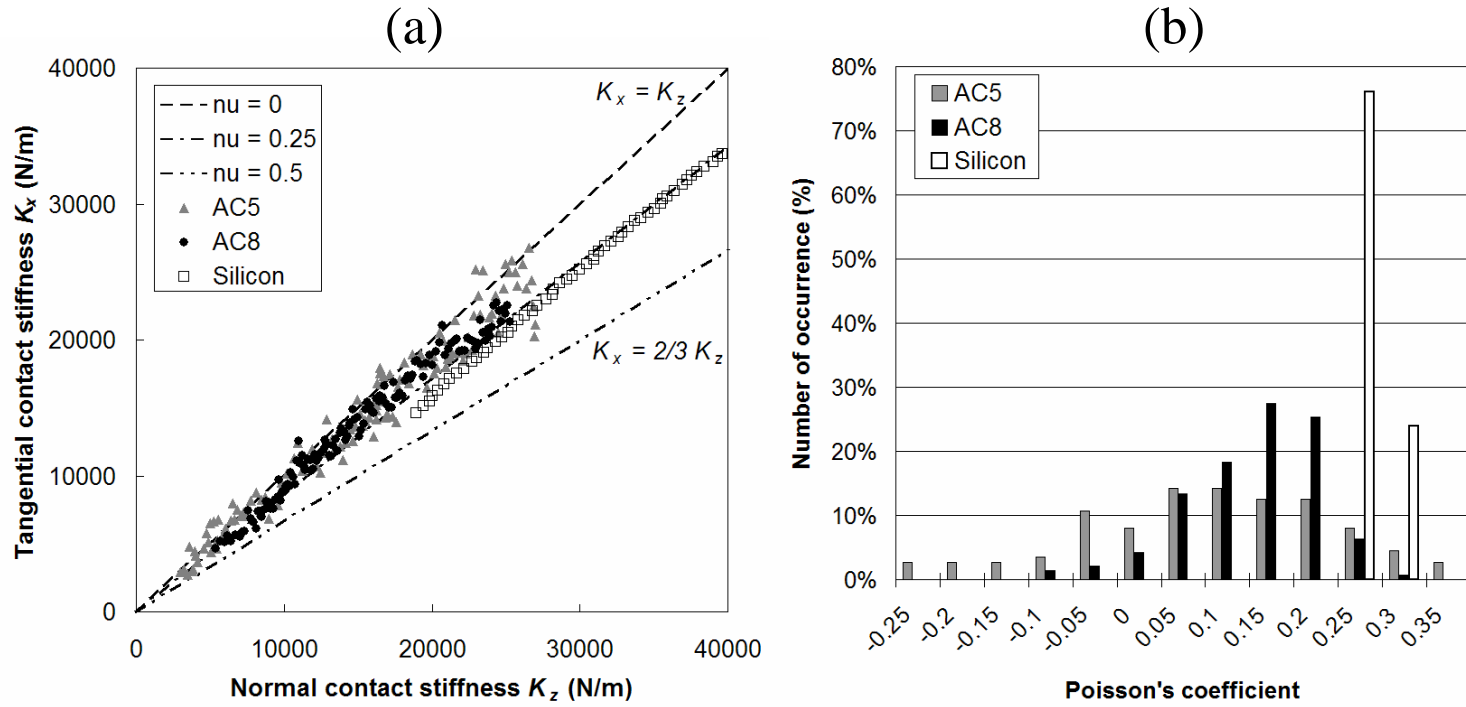 (a)
40000
30000
20000
10000
0
0
10000
20000
30000
40000
Tangential contact stiffness Kx (N/m)
Normal contact stiffness Kz (N/m)
nu = 0
nu = 0.25
nu = 0.5
AC5
AC8
Silicon
Kx = Kz
Kx = 2/3 Kz
(b)
80%
70%
60%
50%
40%
30%
20%
10%
0%
Number of occurrence (%)
AC5
AC8
Silicon
-0.25
-0.2
-0.15
-0.1
-0.05
0
0.05
0.1
0.15
0.2
0.25
0.3
0.35
Poisson's coefficient